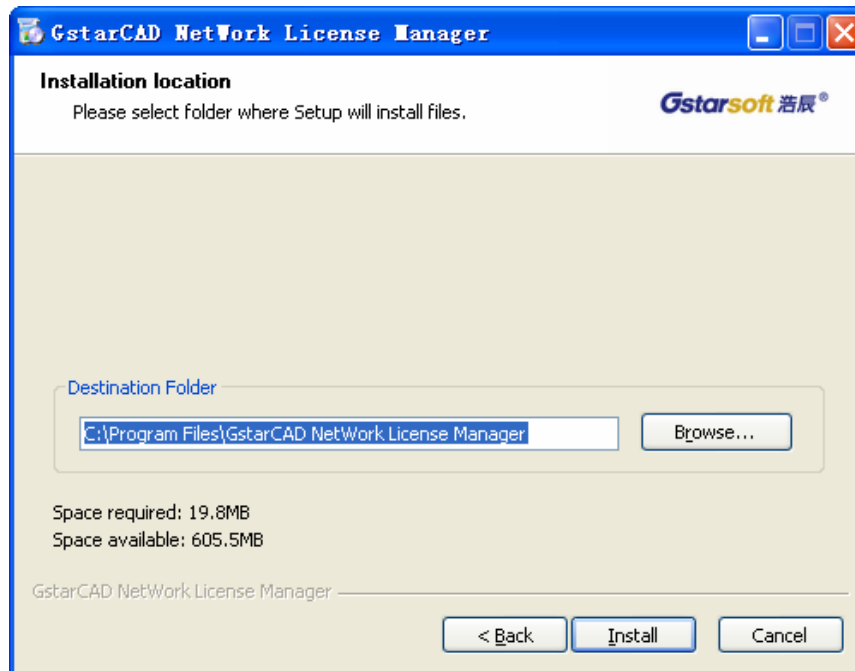 GstarCAD NetWork License Manager
Installation location
Please select folder where Setup will install files.
Gstarsoft 浩辰®
Destination Folder
C:\Program Files\GstarCAD NetWork License Manager
Browse...
Space required: 19.8MB
Space available: 605.5MB
GstarCAD NetWork License Manager
< Back
Install
Cancel